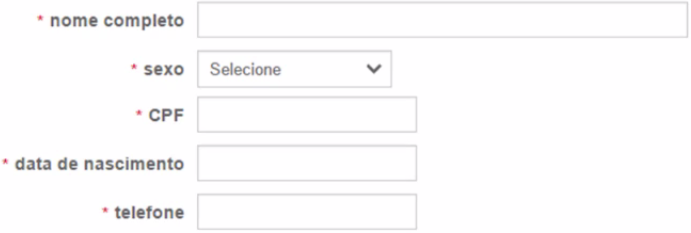 * nome completo
* sexo Selecione
* CPF
* data de nascimento
* telefone